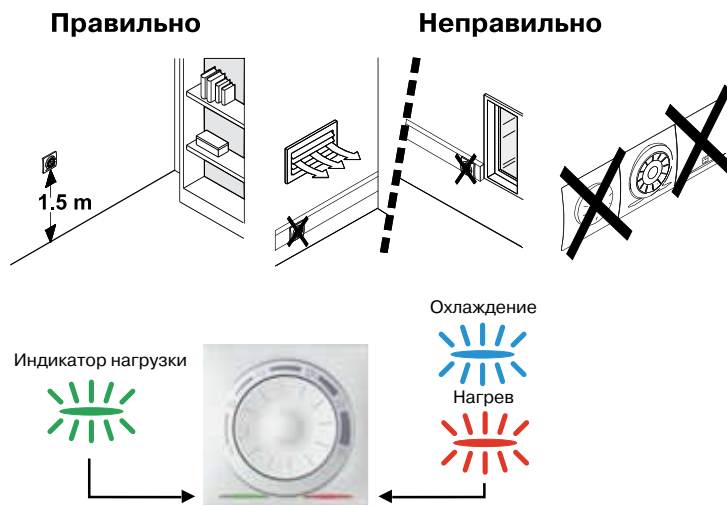 Правильно
Неправильно
1.5 m
Охлаждение
Индикатор нагрузки
Нагрев